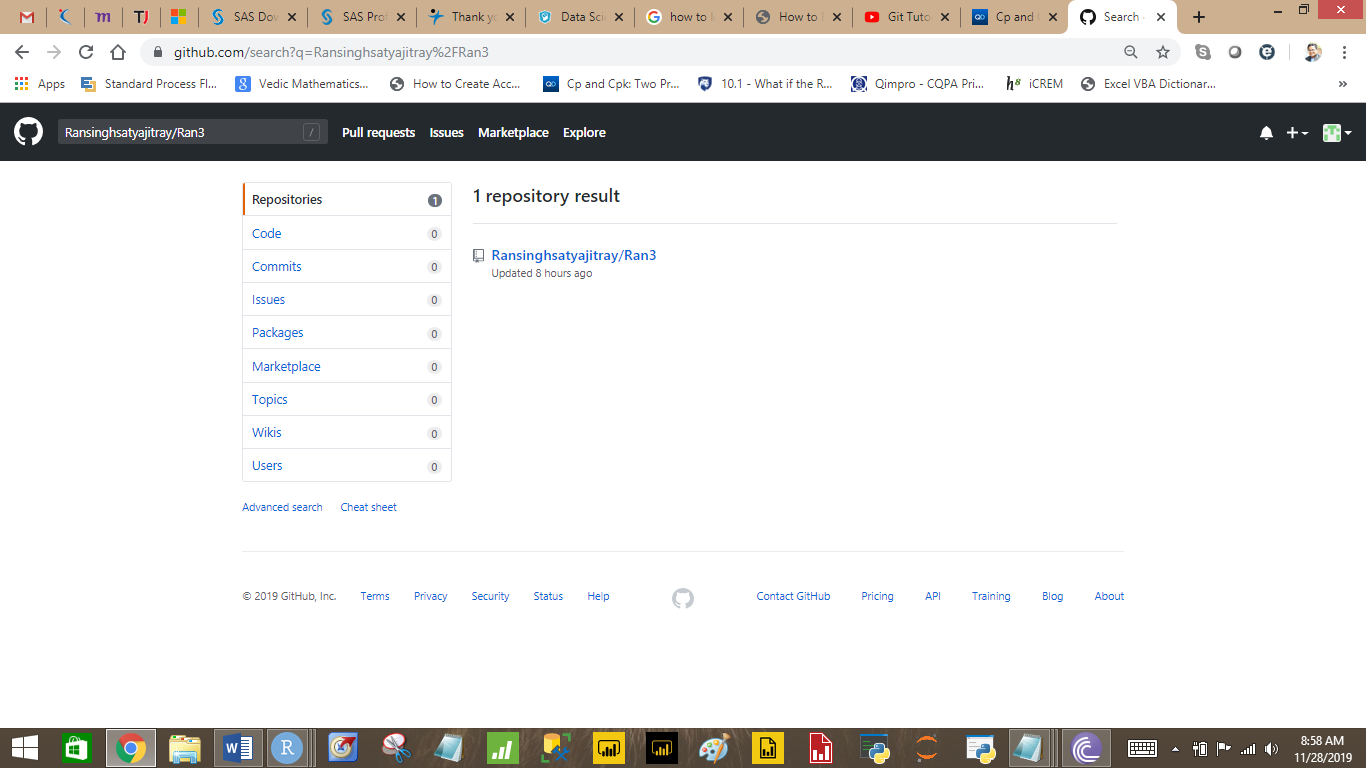 SAS Dov
SAS Prof
Thank yo
Data Scie
how to k
How to
Git Tuto
Cp and
Search
github.com/search?q=Ransinghsatyajitray%2FRan3
Apps
Standard Process Fl...
Vedic Mathematics...
How to Create Acc...
Cp and Cpk: Two Pr...
10.1 - What if the R...
Qimpro - CQPA Pri...
iCREM
Excel VBA Dictionar...
»
Ransinghsatyajitray/Ran3 /
Pull requests Issues Marketplace Explore
Repositories 1
Code 0
Commits 0
Issues 0
Packages 0
Marketplace 0
Topics 0
Wikis 0
Users 0
Advanced search Cheat sheet
1 repository result
Ransinghsatyajitray/Ran3
Updated 8 hours ago
© 2019 GitHub, Inc. Terms Privacy Security Status Help
Contact GitHub Pricing API Training Blog About
8:58 AM
11/28/2019